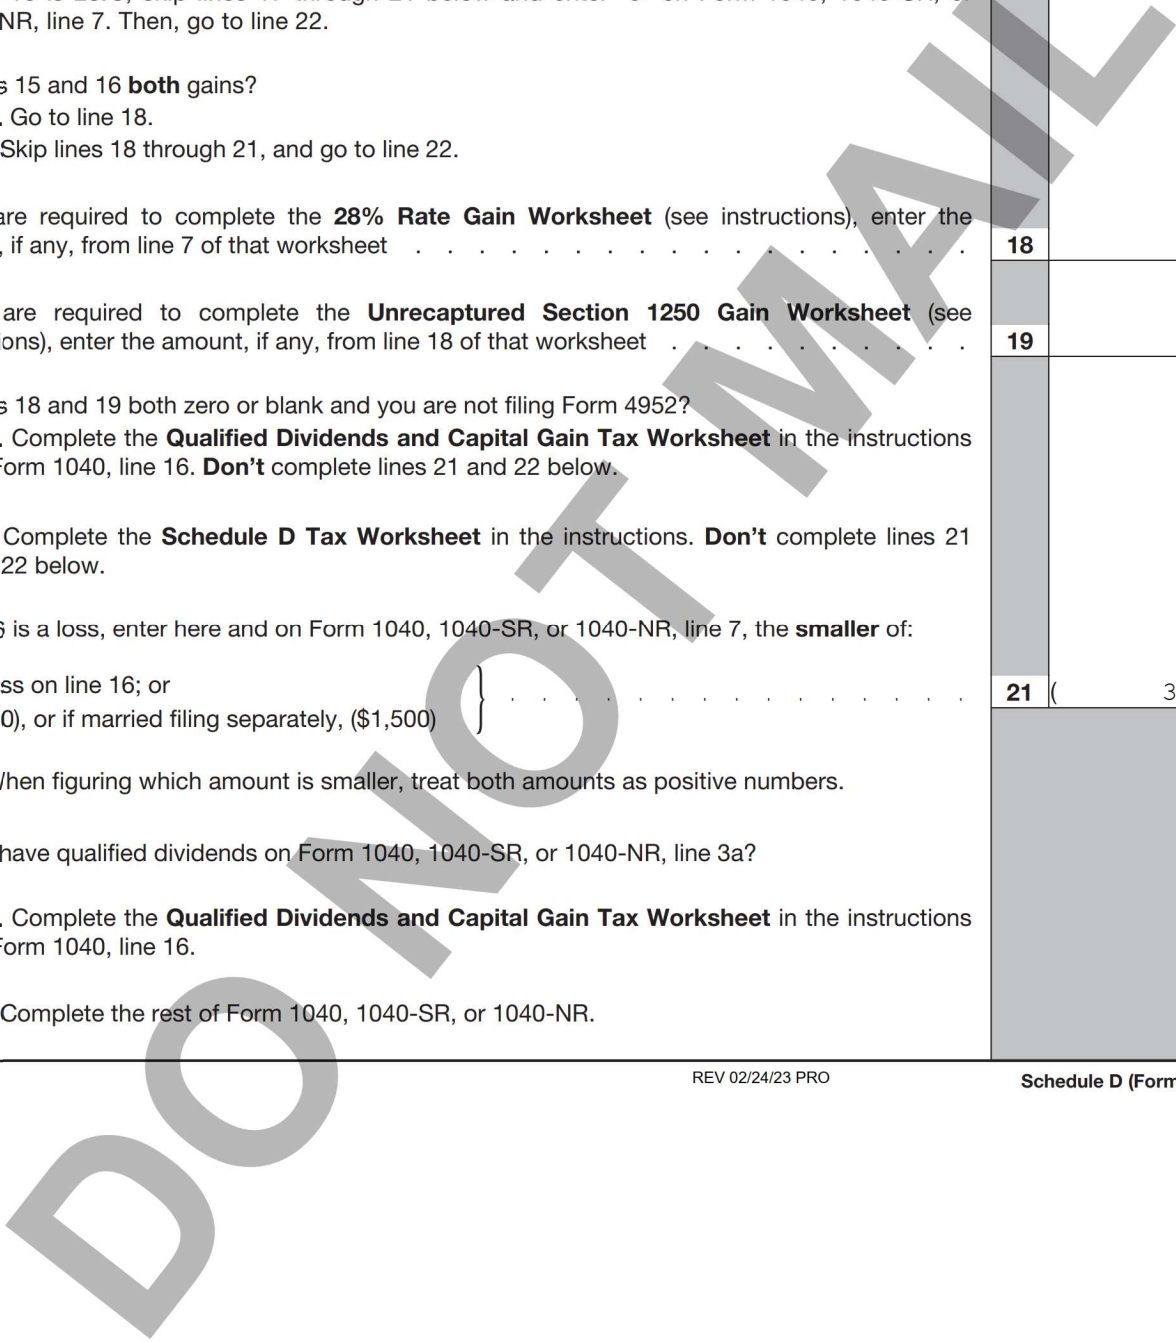 NR, line 7. Then, go to line 22.
15 and 16 both gains?
. Go to line 18.
Skip lines 18 through 21, and go to line 22.
are required to complete the 28% Rate Gain Worksheet (see instructions), enter the
, if any, from line 7 of that worksheet . . . . . . . . . . . . . . . . . . 18
are required to complete the Unrecaptured Section 1250 Gain Worksheet (see
ions), enter the amount, if any, from line 18 of that worksheet . . . . . . . . . . 19
18 and 19 both zero or blank and you are not filing Form 4952?
. Complete the Qualified Dividends and Capital Gain Tax Worksheet in the instructions
Form 1040, line 16. Don't complete lines 21 and 22 below.
Complete the Schedule D Tax Worksheet in the instructions. Don't complete lines 21
22 below.
is a loss, enter here and on Form 1040, 1040-SR, or 1040-NR, line 7, the smaller of:
ss on line 16; or
0), or if married filing separately, ($1,500) } . . . . . . . . . . . . . . . 21 ( 3
When figuring which amount is smaller, treat both amounts as positive numbers.
have qualified dividends on Form 1040, 1040-SR, or 1040-NR, line 3a?
. Complete the Qualified Dividends and Capital Gain Tax Worksheet in the instructions
Form 1040, line 16.
Complete the rest of Form 1040, 1040-SR, or 1040-NR.
REV 02/24/23 PRO Schedule D (Form
DO NOT MAIL